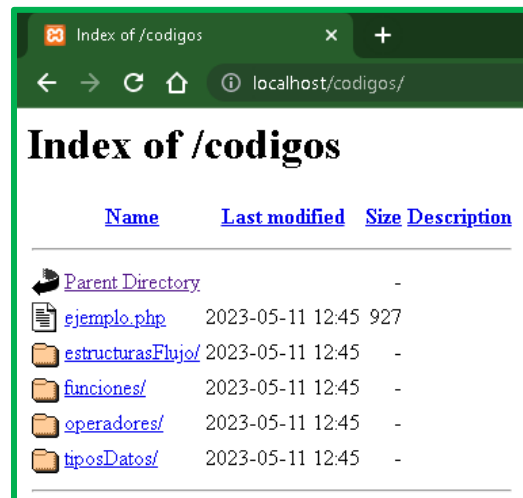 Index of /codigos
localhost/codigos/
Index of /codigos
Name Last modified Size Description
Parent Directory -
ejemplo.php 2023-05-11 12:45 927
estructurasFlujo/ 2023-05-11 12:45 -
funciones/ 2023-05-11 12:45 -
operadores/ 2023-05-11 12:45 -
tiposDatos/ 2023-05-11 12:45 -